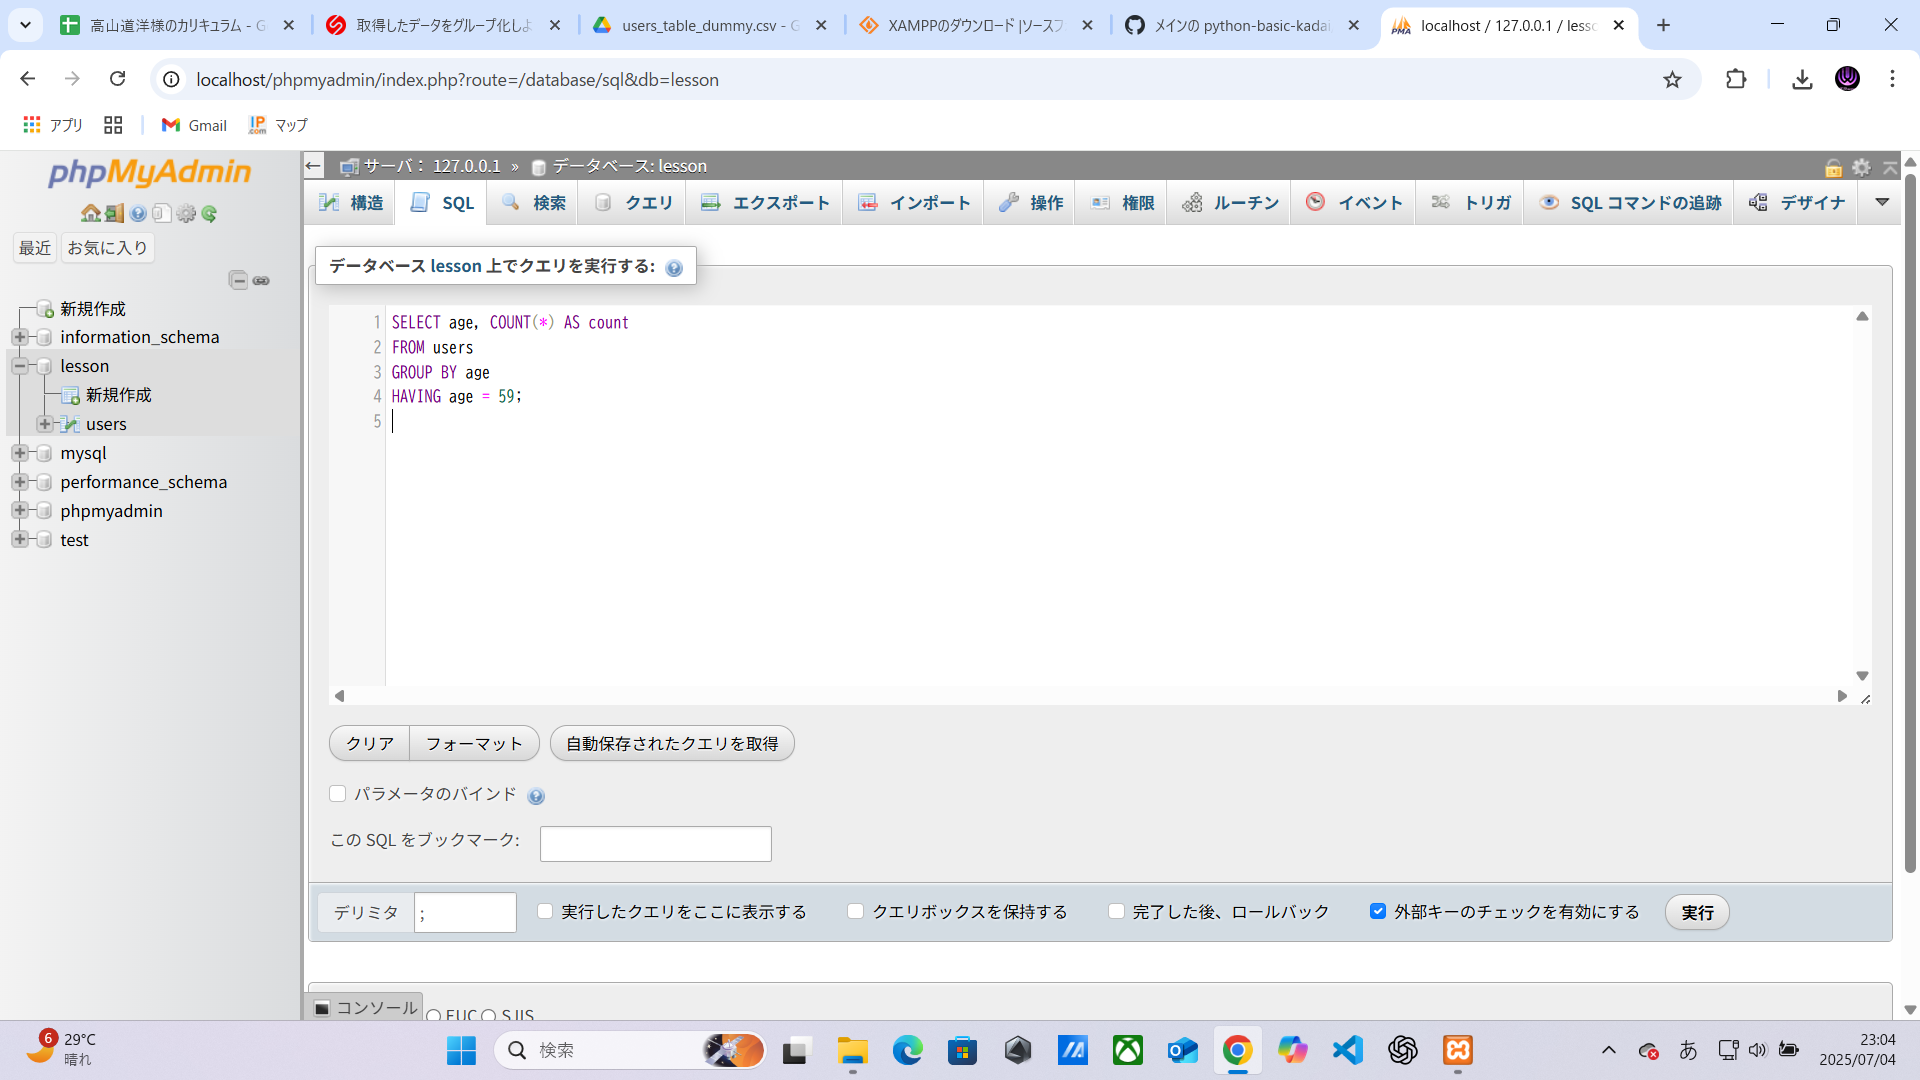 高山道洋様のカリキュラム - G
取得したデータをグループ化しよ
users_table_dummy.csv - G
XAMPPのダウンロード |ソースフ
メインの python-basic-kadai
localhost / 127.0.0.1 / lesso
localhost/phpmyadmin/index.php?route=/database/sql&db=lesson
アプリ
Gmail
マップ
phpMyAdmin
最近
お気に入り
新規作成
information_schema
lesson
新規作成
users
mysql
performance_schema
phpmyadmin
test
サーバ: 127.0.0.1 » データベース: lesson
構造
SQL
検索
クエリ
エクスポート
インポート
操作
権限
ルーチン
イベント
トリガ
SQL コマンドの追跡
デザイナ
データベース lesson 上でクエリを実行する:
1 SELECT age, COUNT(*) AS count
2 FROM users
3 GROUP BY age
4 HAVING age = 59;
5
クリア
フォーマット
自動保存されたクエリを取得
パラメータのバインド
この SQL をブックマーク:
デリミタ ;
実行したクエリをここに表示する
クエリボックスを保持する
完了した後、ロールバック
外部キーのチェックを有効にする
実行
コンソール
EUC
SJIS
6
29°C
晴れ
検索
あ
23:04
2025/07/04